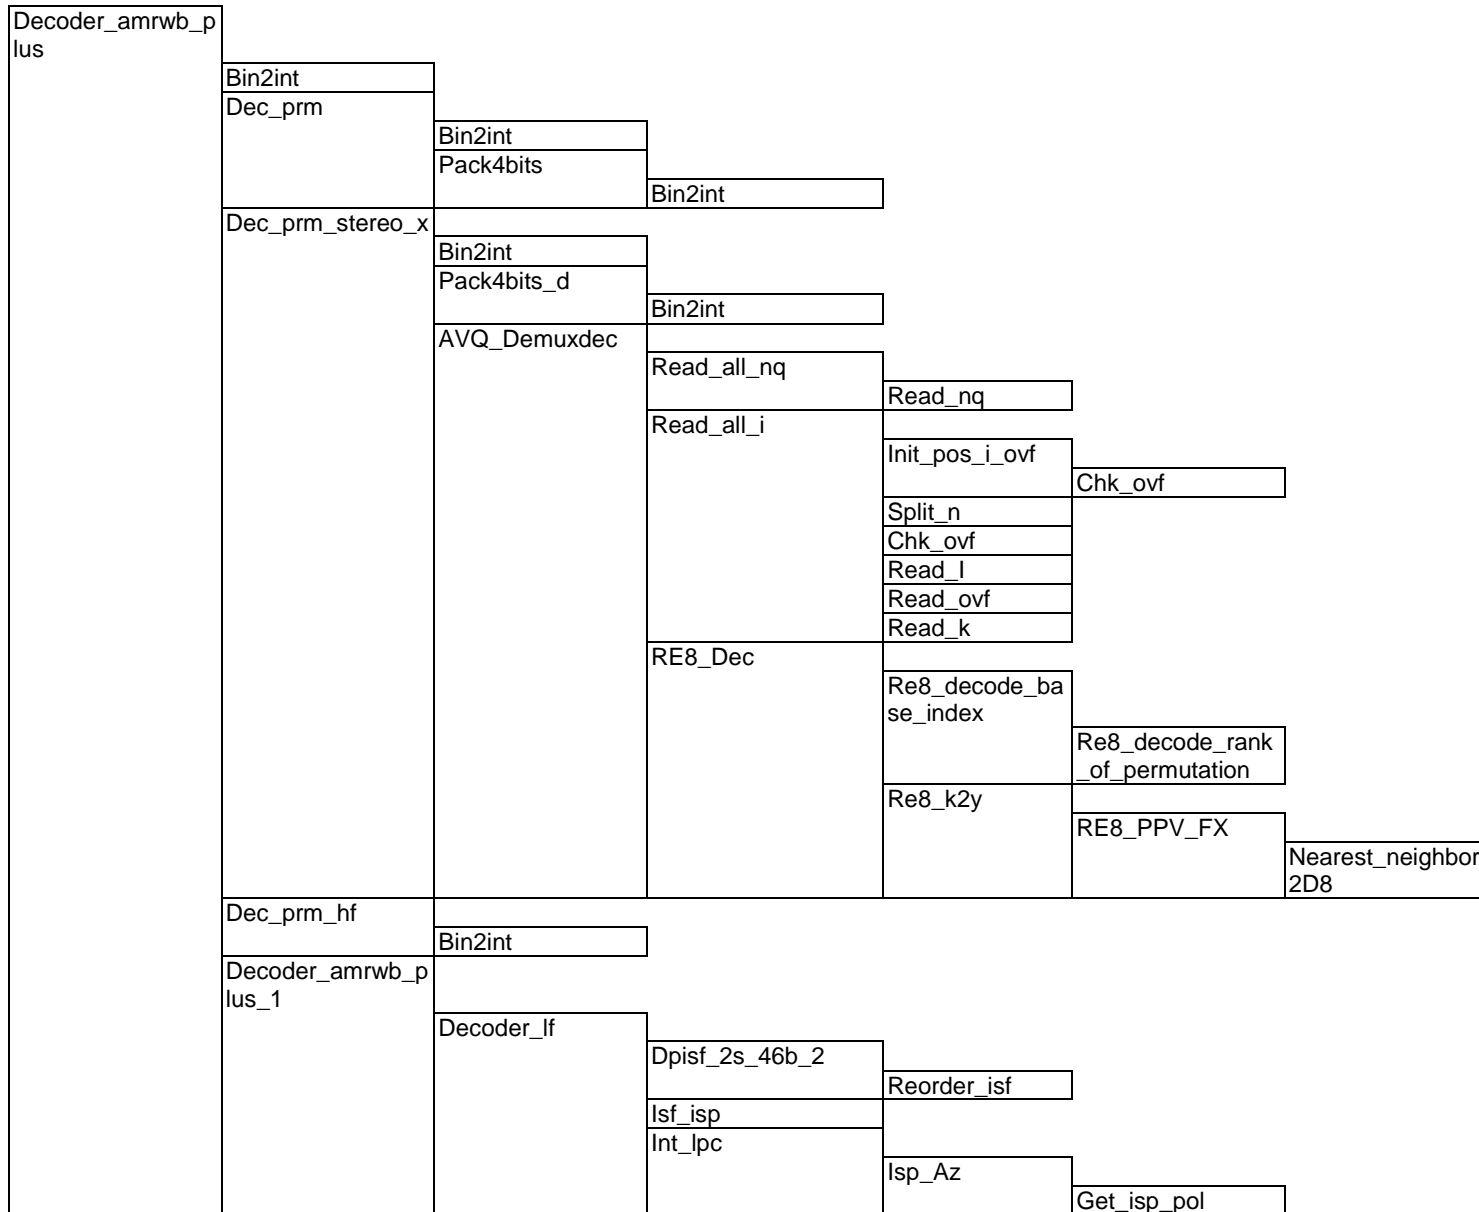 Decoder_amrwb_p
lus
Bin2int
Dec_prm
Bin2int
Pack4bits
Bin2int
Dec_prm_stereo_x
Bin2int
Pack4bits_d
Bin2int
AVQ_Demuxdec
Read_all_nq
Read_nq
Read_all_i
Init_pos_i_ovf
Chk_ovf
Split_n
Chk_ovf
Read_I
Read_ovf
Read_k
RE8_Dec
Re8_decode_ba
se_index
Re8_decode_rank
_of_permutation
Re8_k2y
RE8_PPV_FX
Nearest_neighbor
2D8
Dec_prm_hf
Bin2int
Decoder_amrwb_p
lus_1
Decoder_lf
Dpisf_2s_46b_2
Reorder_isf
Isf_isp
Int_lpc
Isp_Az
Get_isp_pol